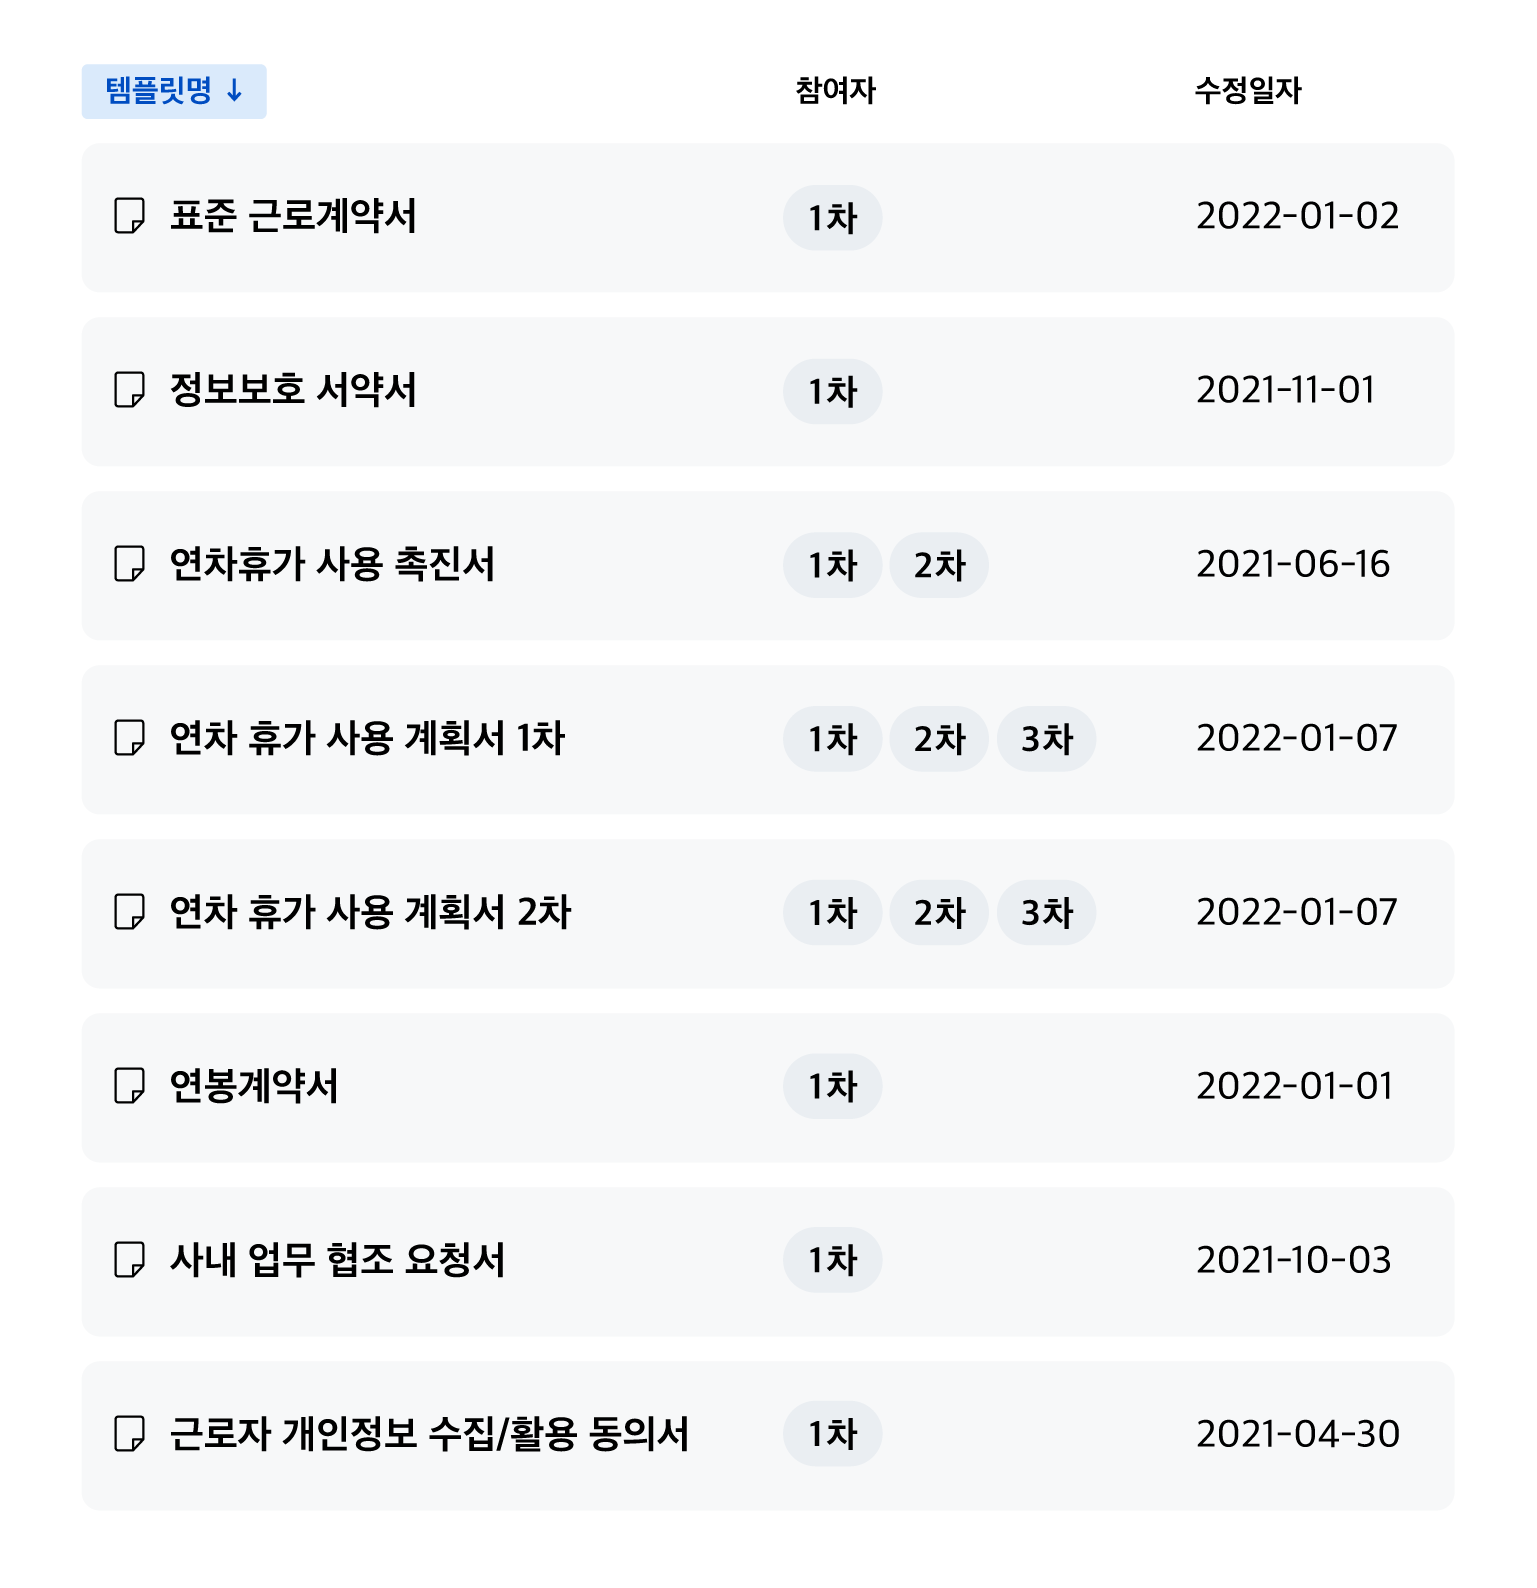 템플릿명 ↓ 참여자 수정일자
표준 근로계약서 1차 2022-01-02
정보보호 서약서 1차 2021-11-01
연차휴가 사용 촉진서 1차 2차 2021-06-16
연차 휴가 사용 계획서 1차 1차 2차 3차 2022-01-07
연차 휴가 사용 계획서 2차 1차 2차 3차 2022-01-07
연봉계약서 1차 2022-01-01
사내 업무 협조 요청서 1차 2021-10-03
근로자 개인정보 수집/활용 동의서 1차 2021-04-30